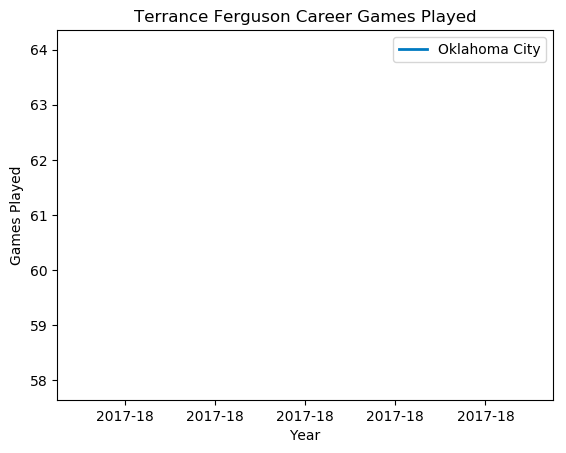 Terrance Ferguson Career Games Played
Oklahoma City
64
63
62
61
60
59
58
Games Played
2017-18 2017-18 2017-18 2017-18 2017-18
Year